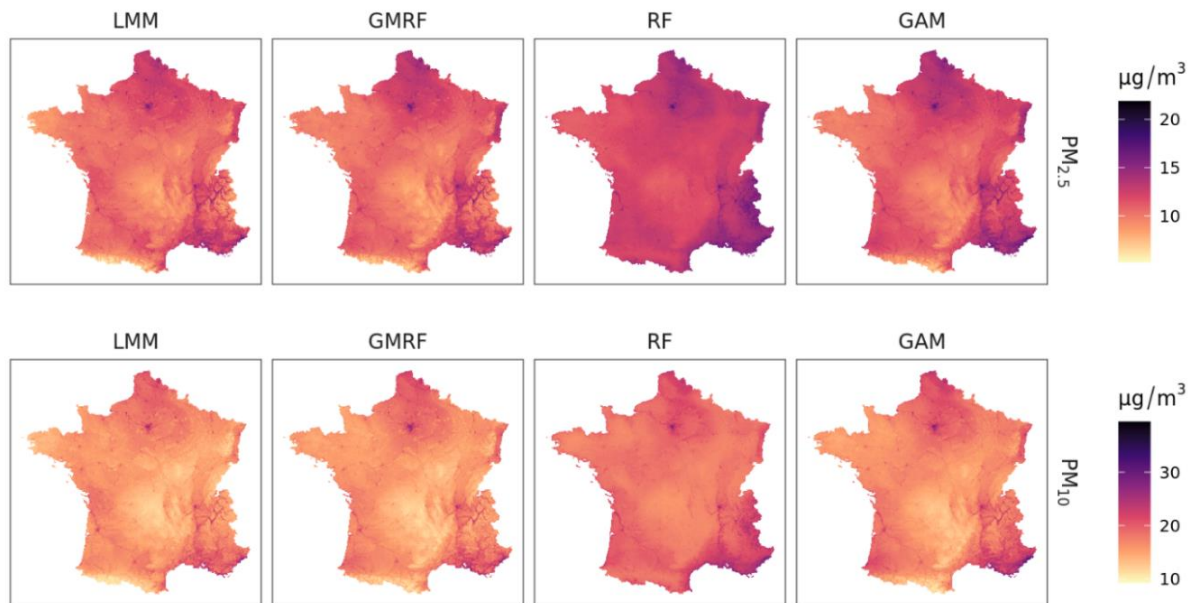 LMM GMRF RF GAM
µg/m³
20
15
10
PM₂.₅
LMM GMRF RF GAM
µg/m³
30
20
10
PM₁₀